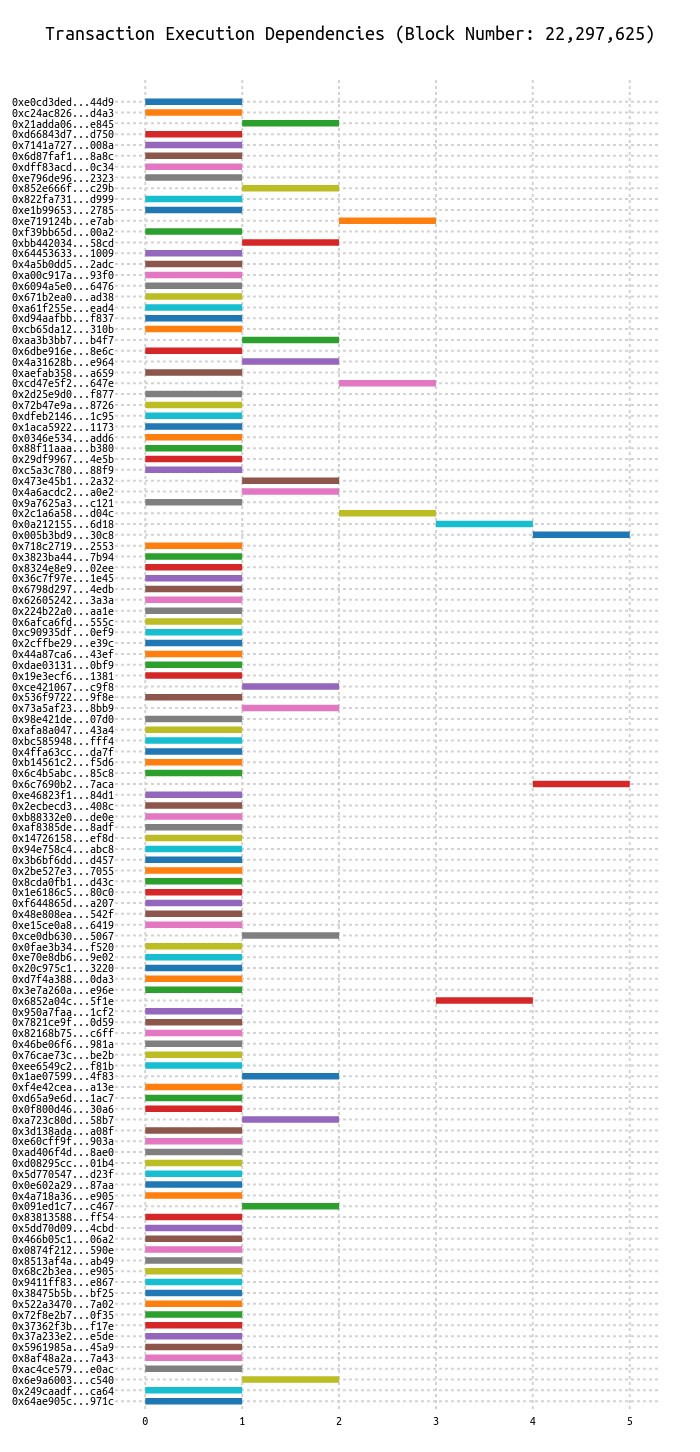 Transaction Execution Dependencies (Block Number: 22,297,625)
0xe0cd3ded...44d9
0xc24ac826...d4a3
0x21adda06...e845
0xd66843d7...d750
0x7141a727...008a
0x6d87faf1...8a8c
0xdff83acd...0c34
0xe796de96...2323
0x852e666f...c29b
0x822fa731...d999
0xe1b99653...2785
0xe719124b...e7ab
0xf39bb65d...00a2
0xbb442034...58cd
0x64453633...1009
0x4a5b0dd5...2adc
0xa00c917a...93f0
0x6094a5e0...6476
0x671b2ea0...ad38
0xa61f255e...ead4
0xd94aafbb...f837
0xcb65da12...310b
0xaa3b3bb7...b4f7
0x6dbe916e...8e6c
0x4a31628b...e964
0xaefab358...a659
0xcd47e5f2...647e
0x2d25e9d0...f877
0x72b47e9a...8726
0xdfeb2146...1c95
0x1aca5922...1173
0x0346e534...add6
0x88f11aaa...b380
0x29df9967...4e5b
0xc5a3c780...88f9
0x473e45b1...2a32
0x4a6acdc2...a0e2
0x9a7625a3...c121
0x2c1a6a58...d04c
0x0a212155...6d18
0x005b3bd9...30c8
0x718c2719...2553
0x3823ba44...7b94
0x8324e8e9...02ee
0x36c7f97e...1e45
0x6798d297...4edb
0x62605242...3a3a
0x224b22a0...aa1e
0x6afca6fd...555c
0xc90935df...0ef9
0x2cffbe29...e39c
0x44a87ca6...43ef
0xdae03131...0bf9
0x19e3ecf6...1381
0xce421067...c9f8
0x536f9722...9f8e
0x73a5af23...8bb9
0x98e421de...07d0
0xafa8a047...43a4
0xbc585948...fff4
0x4ffa63cc...da7f
0xb14561c2...f5d6
0x6c4b5abc...85c8
0x6c7690b2...7aca
0xe46823f1...84d1
0x2ecbecd3...408c
0xb88332e0...de0e
0xaf8385de...8adf
0x14726158...ef8d
0x94e758c4...abc8
0x3b6bf6dd...d457
0x2be527e3...7055
0x8cda0fb1...d43c
0x1e6186c5...80c0
0xf644865d...a207
0x48e808ea...542f
0xe15ce0a8...6419
0xce0db630...5067
0x0fae3b34...f520
0xe70e8db6...9e02
0x20c975c1...3220
0xd7f4a388...0da3
0x3e7a260a...e96e
0x6852a04c...5f1e
0x950a7faa...1cf2
0x7821ce9f...0d59
0x82168b75...c6ff
0x46be06f6...981a
0x76cae73c...be2b
0xee6549c2...f81b
0x1ae07599...4f83
0xf4e42cea...a13e
0xd65a9e6d...1ac7
0x0f800d46...30a6
0xa723c80d...58b7
0x3d138ada...a08f
0xe60cff9f...903a
0xad406f4d...8ae0
0xd08295cc...01b4
0x5d770547...d23f
0x0e602a29...87aa
0x4a718a36...e905
0x091ed1c7...c467
0x83813588...ff54
0x5dd70d09...4cbd
0x466b05c1...06a2
0x0874f212...590e
0x8513af4a...ab49
0x68c2b3ea...e905
0x9411ff83...e867
0x38475b5b...bf25
0x522a3470...7a02
0x72f8e2b7...0f35
0x37362f3b...f17e
0x37a233e2...e5de
0x5961985a...45a9
0x8af48a2a...7a43
0xac4ce579...e0ac
0x6e9a6003...c540
0x249caadf...ca64
0x64ae905c...971c
0 1 2 3 4 5